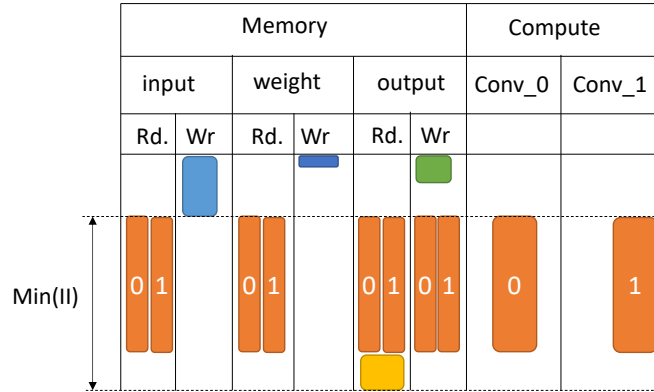 Memory Compute
input weight output Conv_0 Conv_1
Rd. Wr Rd. Wr Rd. Wr
0 1 0 1 0 1 0 1 0 1
Min(II)